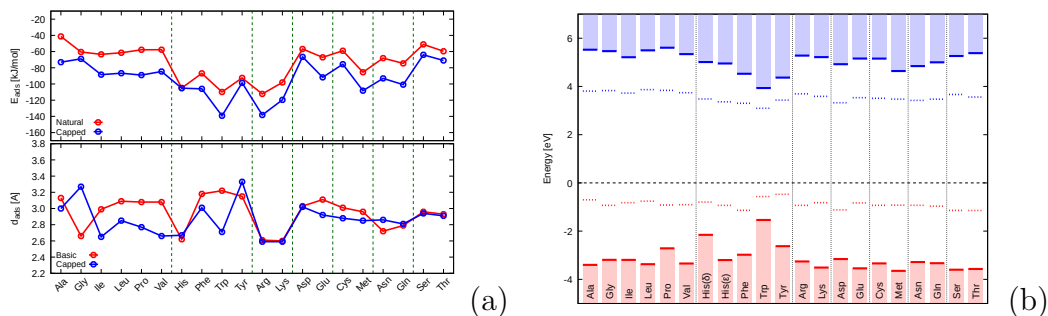 E_ads [kJ/mol]
0
-20
-40
-60
-80
-100
-120
-140
-160
Natural
Capped
d_ads [A]
3.8
3.6
3.4
3.2
3.0
2.8
2.6
2.4
2.2
Basic
Capped
Ala Gly Ile Leu Pro Val His Phe Trp Tyr Arg Lys Asp Glu Cys Met Asn Gln Ser Thr
(a)
Energy [eV]
6
4
2
0
-2
-4
Ala Gly Ile Leu Pro Val His(δ) His(ε) Phe Trp Tyr Arg Lys Asp Glu Cys Met Asn Gln Ser Thr
(b)